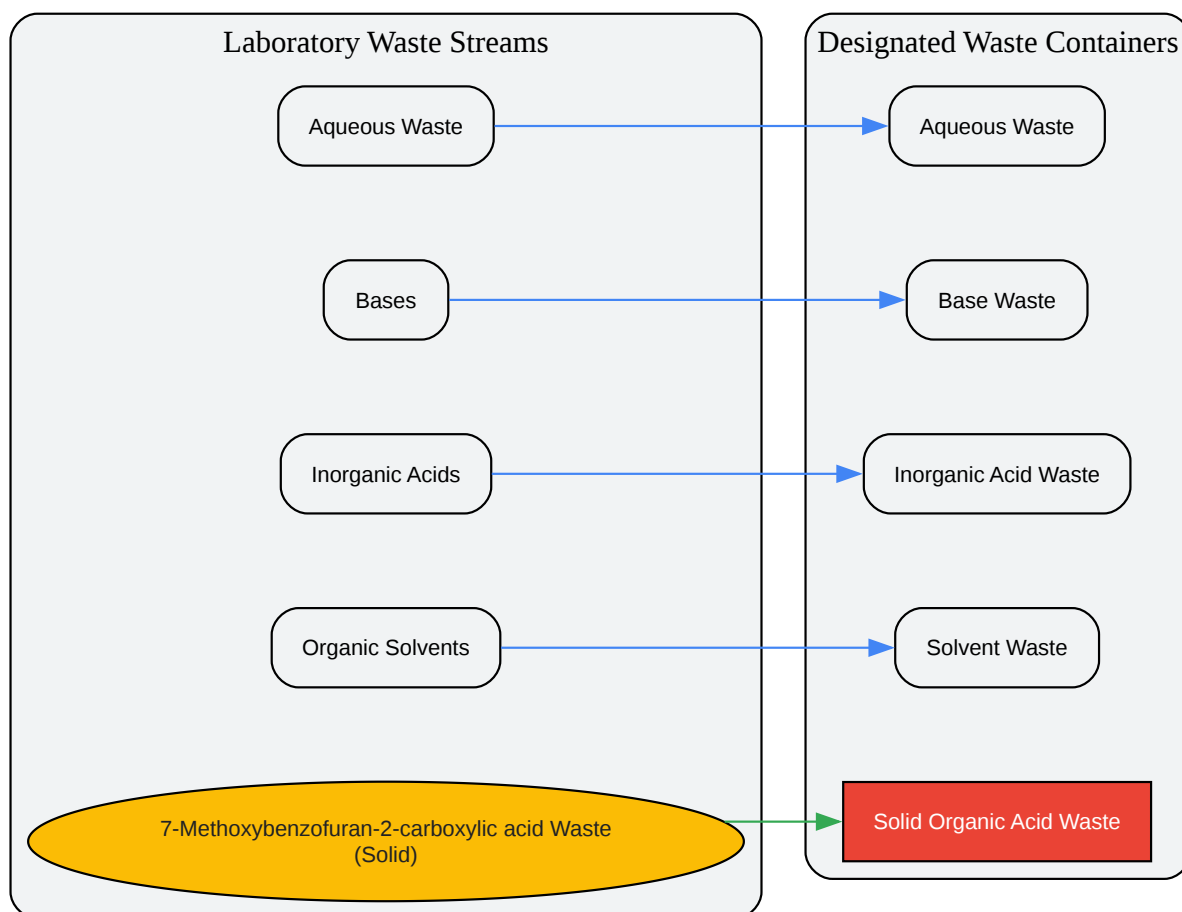 Laboratory Waste Streams
Designated Waste Containers
Aqueous Waste
Aqueous Waste
Bases
Base Waste
Inorganic Acids
Inorganic Acid Waste
Organic Solvents
Solvent Waste
7-Methoxybenzofuran-2-carboxylic acid Waste
(Solid)
Solid Organic Acid Waste